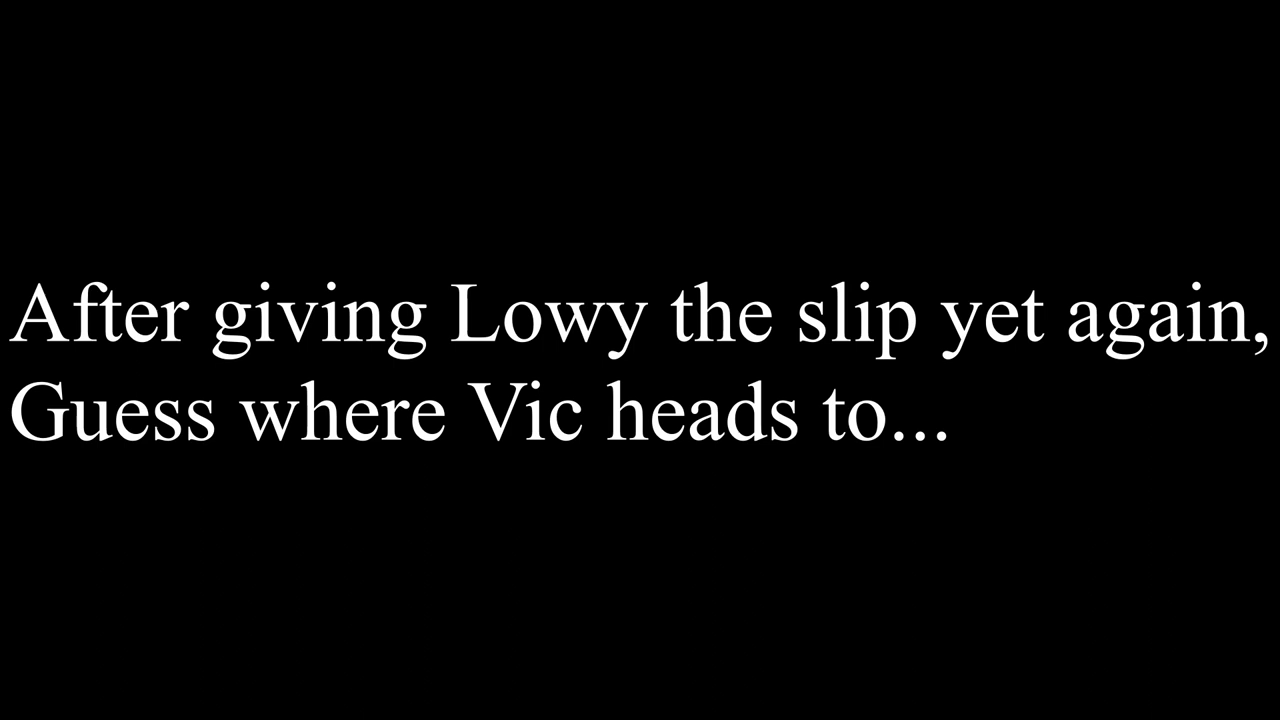 After giving Lowy the slip yet again,
Guess where Vic heads to...